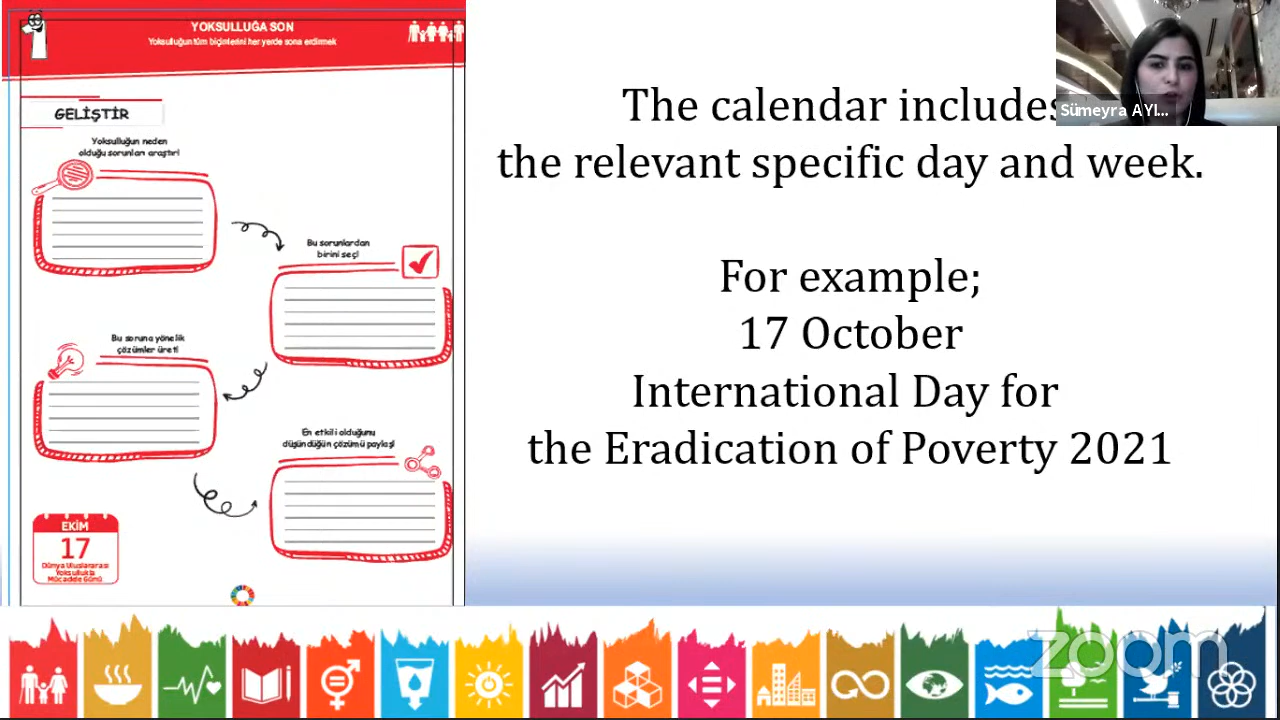 YOKSULLUĞA SON
Yoksulluğun tüm biçimlerini her yerde sona erdirmek
GELİŞTİR
Yoksulluğun neden
olduğu sorunları araştır!
Bu sorunlardan
birini seç!
Bu soruna yönelik
çözümler üret!
En etkili olduğunu
düşündüğün çözümü paylaş!
EKİM
17
Dünya Uluslararası
Yoksullukla
Mücadele Günü
The calendar includes
the relevant specific day and week.
For example;
17 October
International Day for
the Eradication of Poverty 2021
Sümeyra AYI...
zoom